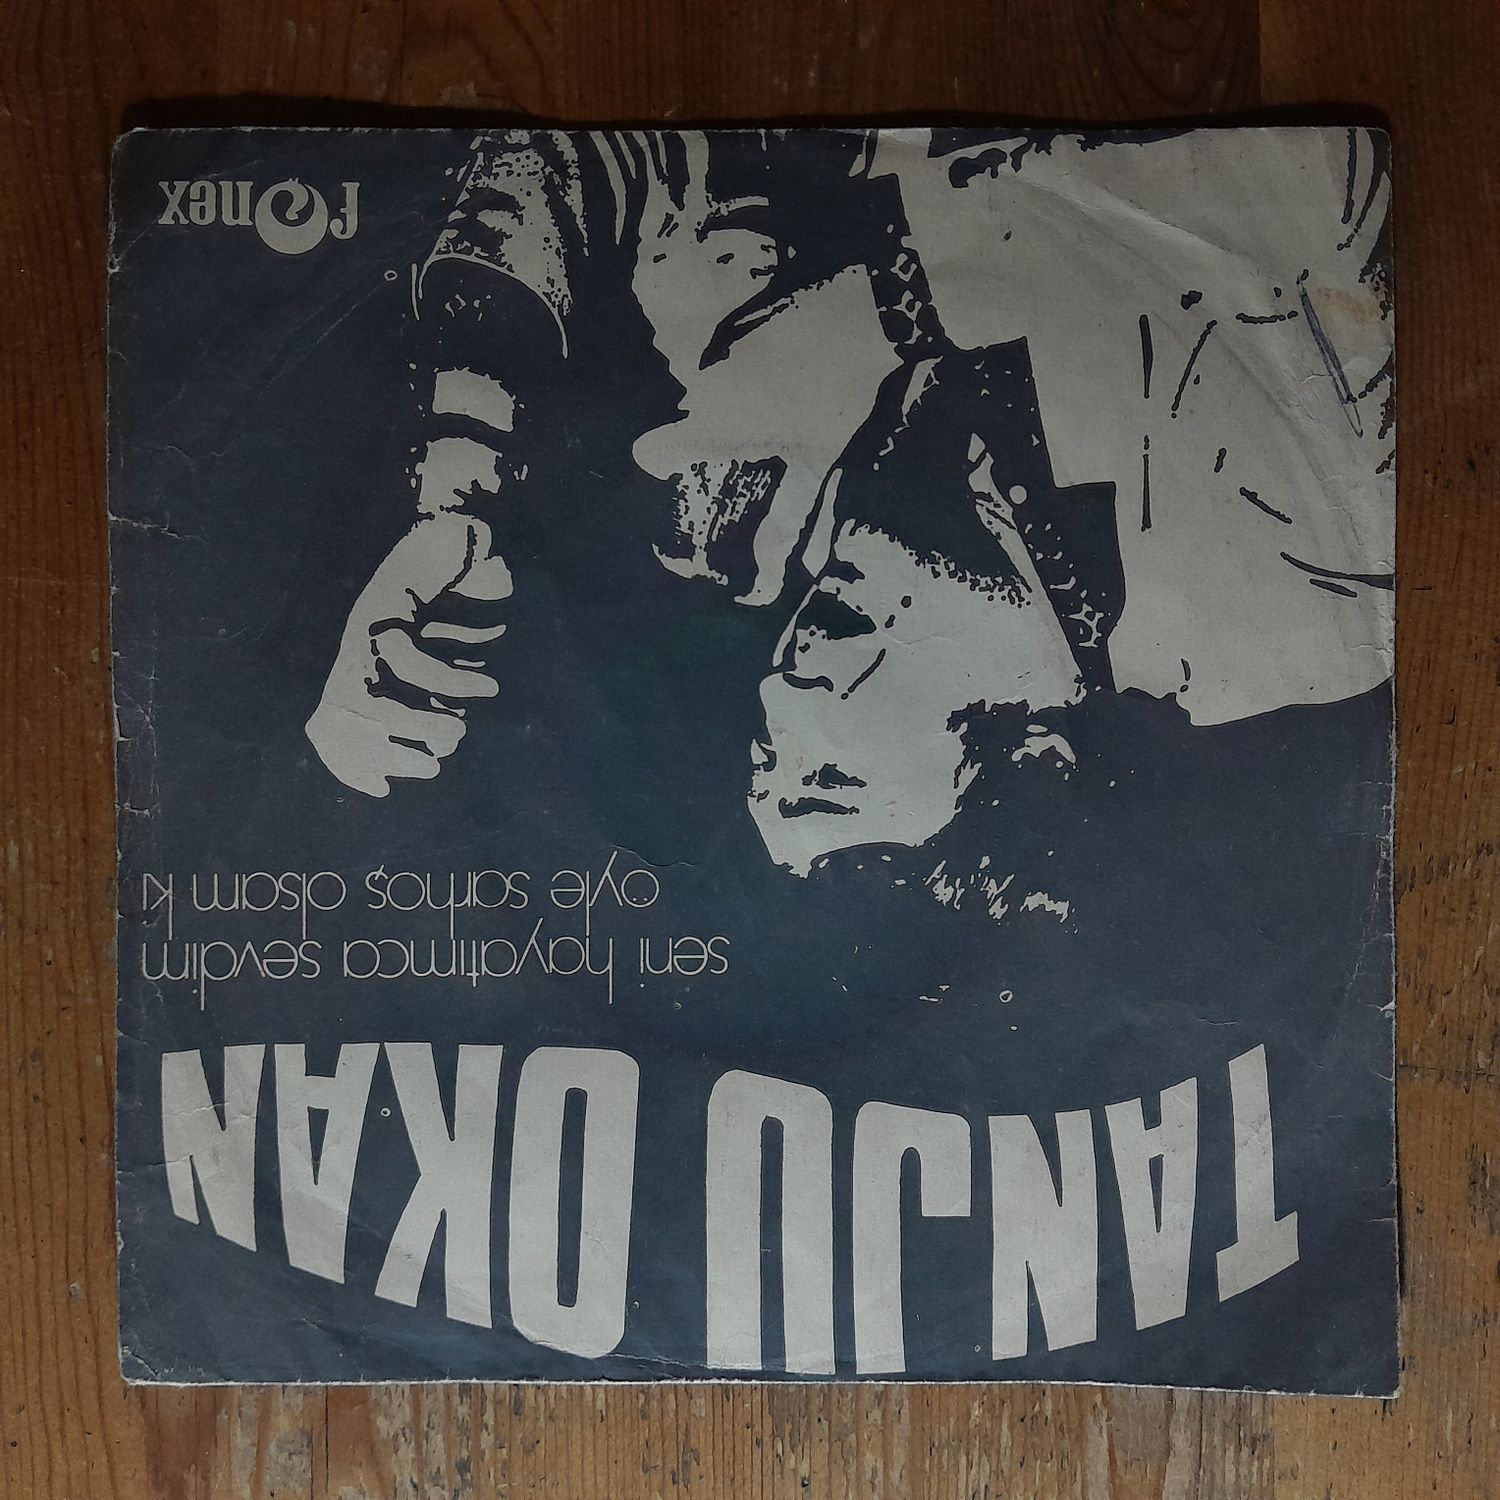 TANJU OKAN
seni hayatımca sevdim
öyle sarhoş olsam ki
fonex